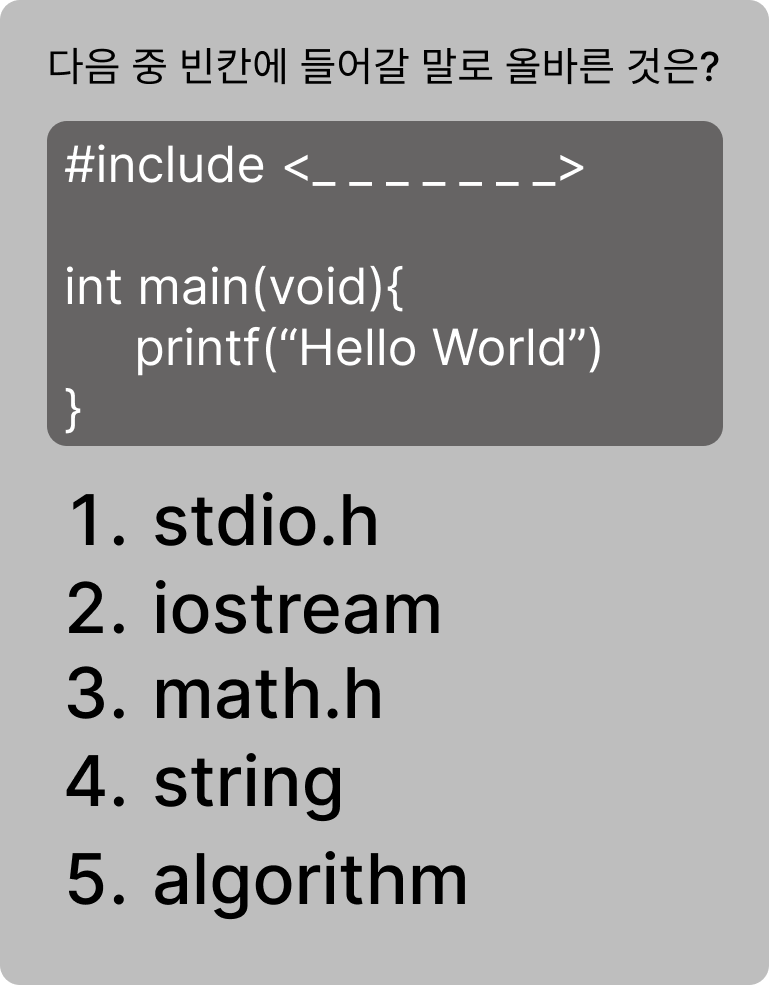 다음 중 빈칸에 들어갈 말로 올바른 것은?
#include <_ _ _ _ _ _ _>
int main(void){
printf(“Hello World”)
}
1. stdio.h
2. iostream
3. math.h
4. string
5. algorithm